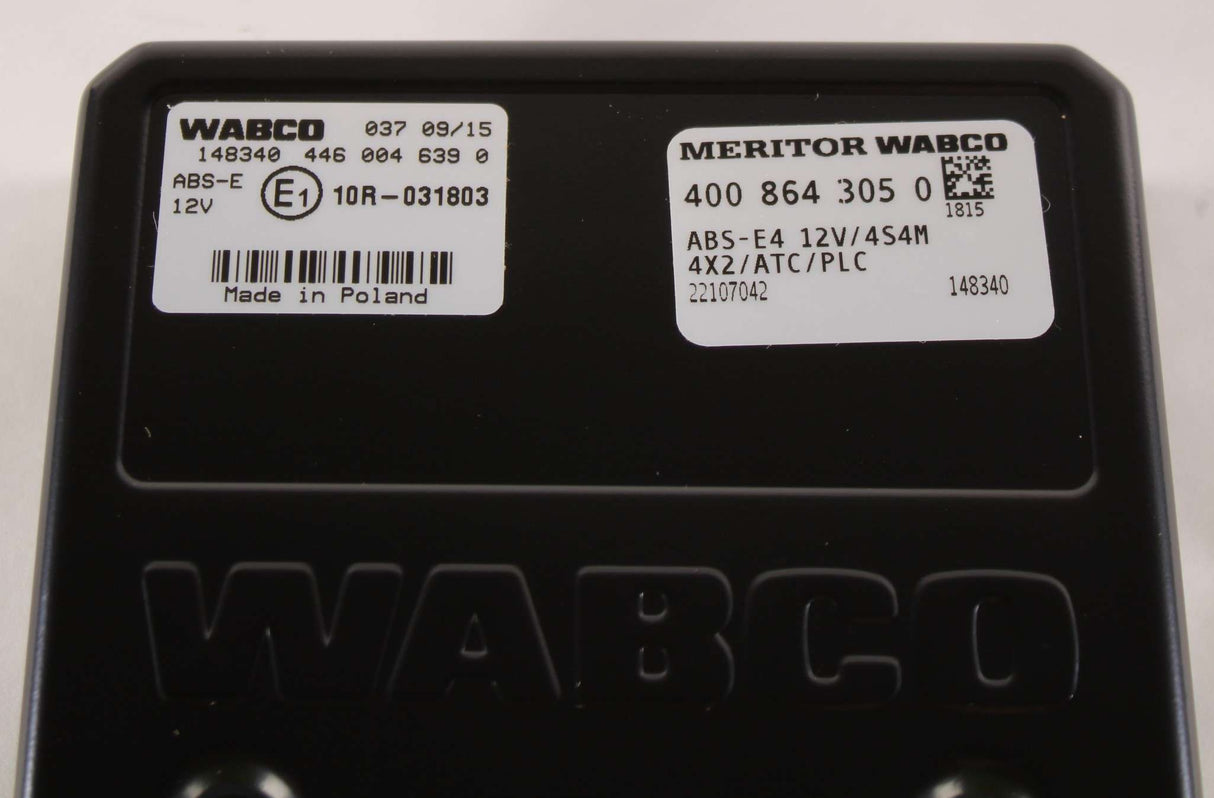 WABCO 037 09/15
148340 446 004 639 0
ABS-E
12V
E1 10R-031803
Made in Poland
MERITOR WABCO
400 864 305 0
1815
ABS-E4 12V/4S4M
4X2/ATC/PLC
22107042 148340
WABCO